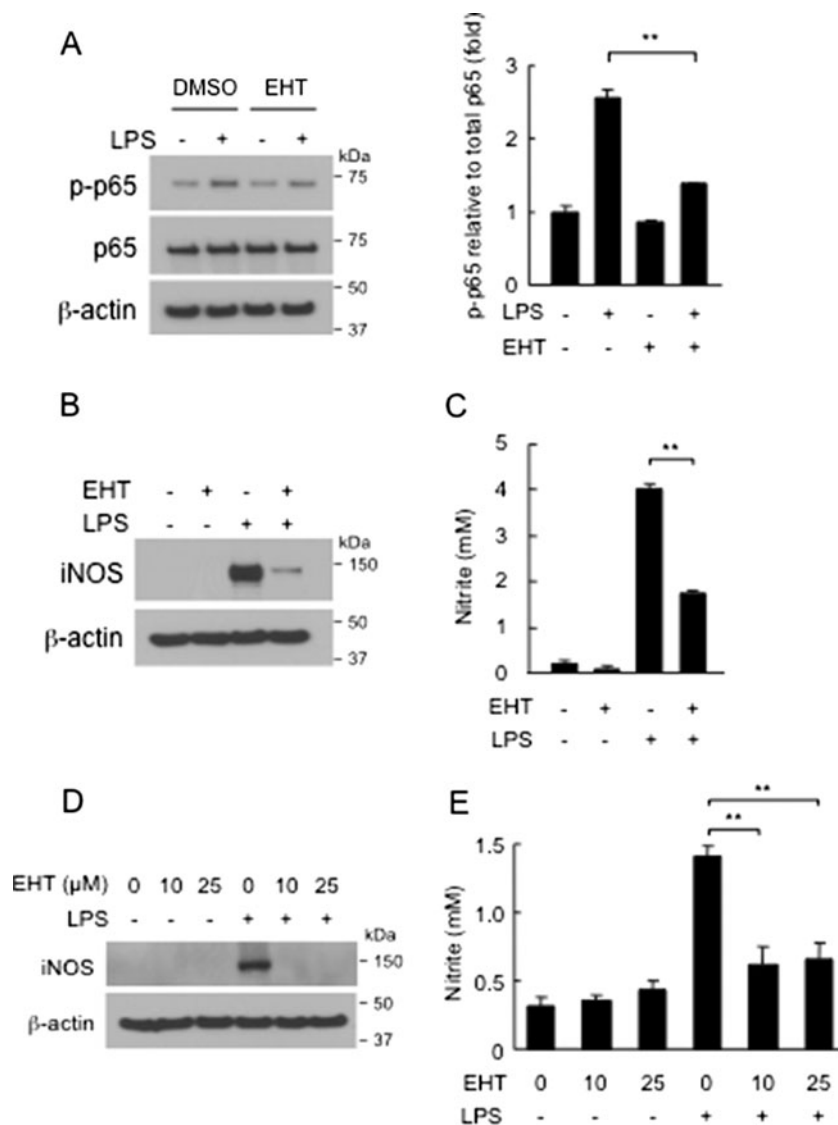 A
DMSO EHT
LPS - + - +
kDa
p-p65 - 75
p65 - 75
β-actin - 50
- 37
p-p65 relative to total p65 (fold)
**
3
2
1
0
LPS - + - +
EHT - - + +
B
EHT - + - +
LPS - - + +
kDa
iNOS - 150
β-actin - 50
- 37
C
Nitrite (mM)
**
5
4
3
2
1
0
EHT - + - +
LPS - - + +
D
EHT (µM) 0 10 25 0 10 25
LPS - - - + + +
kDa
iNOS - 150
β-actin - 50
- 37
E
Nitrite (mM)
**
**
1.5
1.0
0.5
0
EHT 0 10 25 0 10 25
LPS - - - + + +